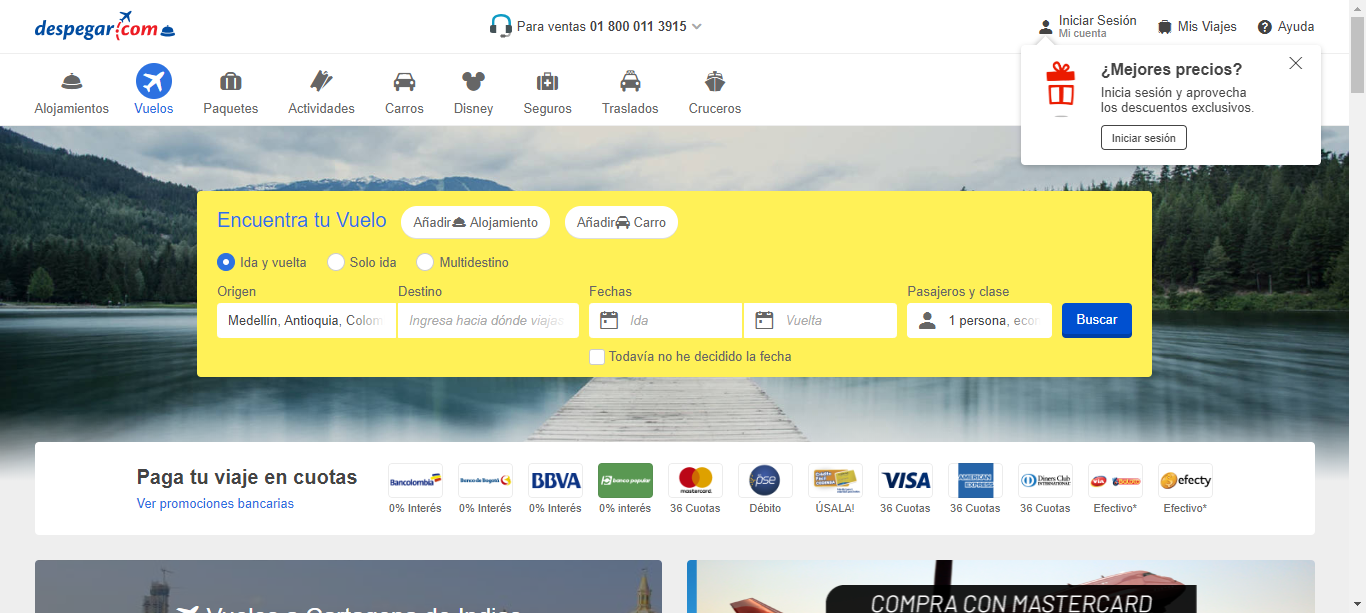 despegar.com
Para ventas 01 800 011 3915
Iniciar Sesión
Mi cuenta
Mis Viajes
Ayuda
¿Mejores precios?
Inicia sesión y aprovecha
los descuentos exclusivos.
Iniciar sesión
Alojamientos
Vuelos
Paquetes
Actividades
Carros
Disney
Seguros
Traslados
Cruceros
Encuentra tu Vuelo
Añadir Alojamiento
Añadir Carro
Ida y vuelta
Solo ida
Multidestino
Origen
Destino
Fechas
Pasajeros y clase
Medellín, Antioquia, Colom
Ingresa hacia dónde viajas
Ida
Vuelta
1 persona, econ
Buscar
Todavía no he decidido la fecha
Paga tu viaje en cuotas
Ver promociones bancarias
Bancolombia
0% Interés
Banco de Bogotá
0% Interés
BBVA
0% Interés
banco popular
0% interés
mastercard
36 Cuotas
pse
Débito
ÚSALA!
VISA
36 Cuotas
AMERICAN EXPRESS
36 Cuotas
Diners Club
INTERNATIONAL
36 Cuotas
via BALOTO
Efectivo*
efecty
Efectivo*
Vuelos a Cartagena de Indias
COMPRA CON MASTERCARD